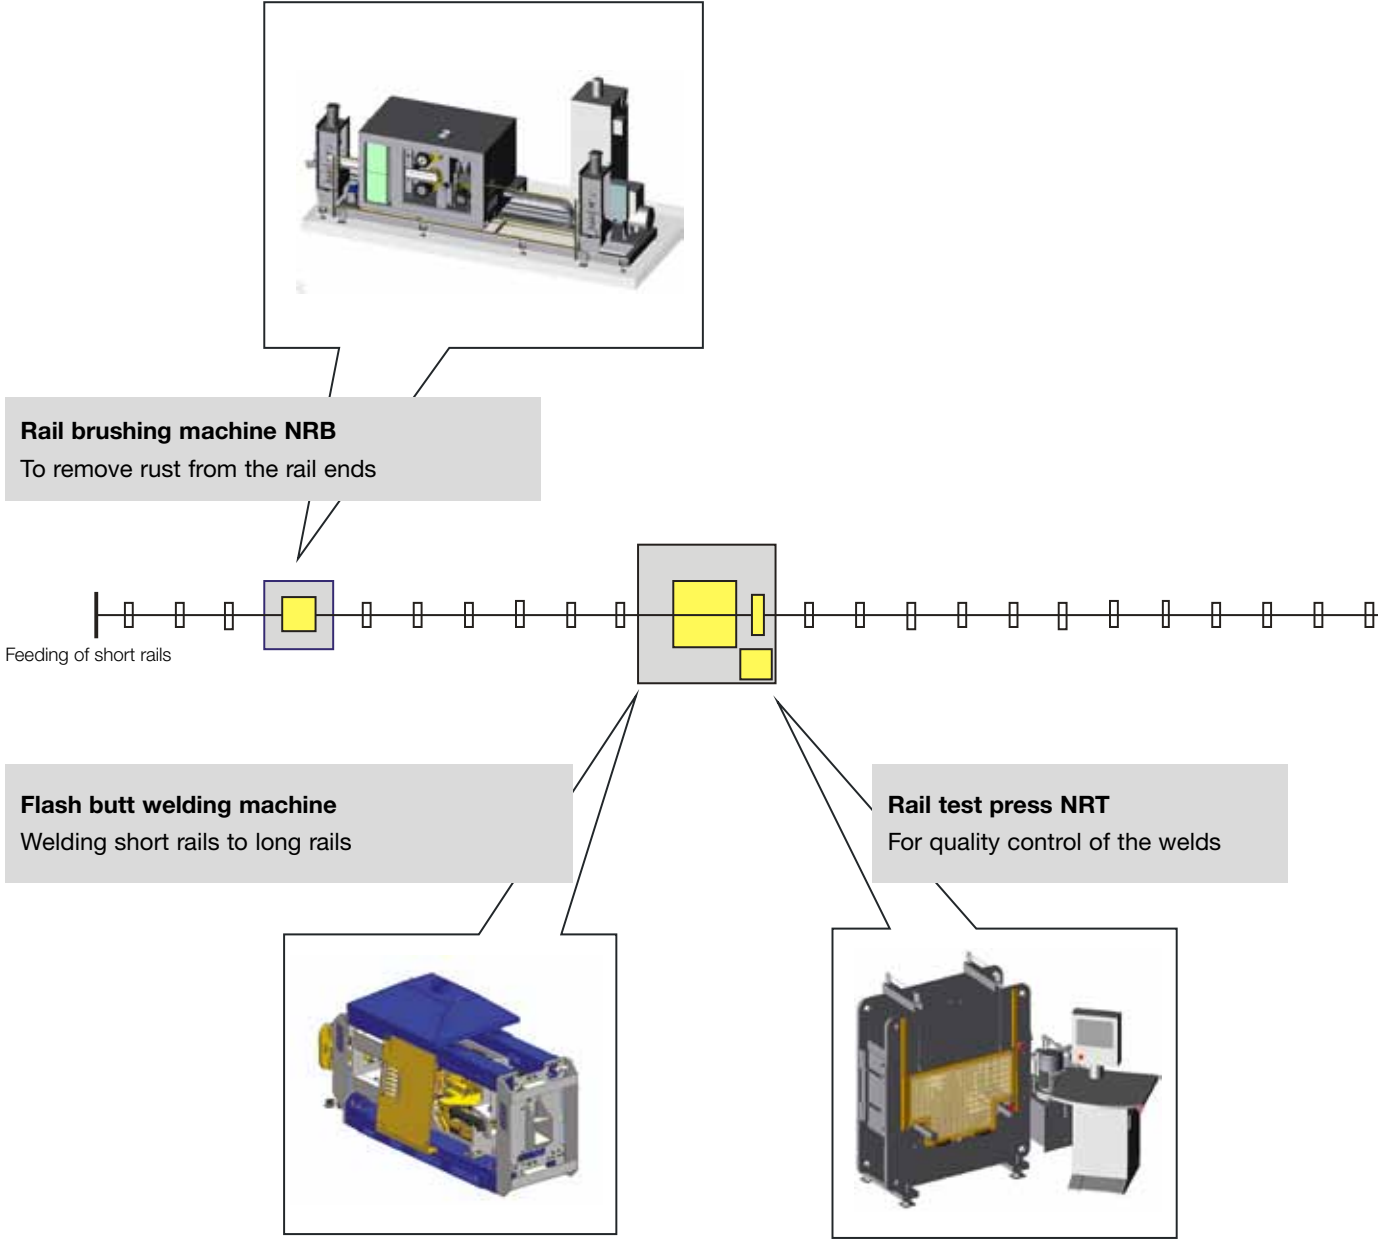 Rail brushing machine NRB
To remove rust from the rail ends
Feeding of short rails
Flash butt welding machine
Welding short rails to long rails
Rail test press NRT
For quality control of the welds